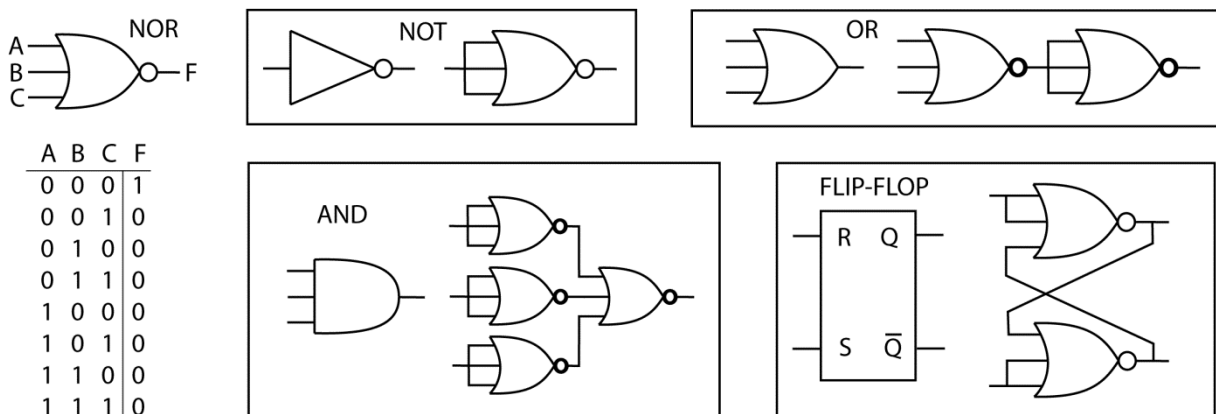 NOR
A
B
C
F
A B C F
0 0 0 1
0 0 1 0
0 1 0 0
0 1 1 0
1 0 0 0
1 0 1 0
1 1 0 0
1 1 1 0
NOT
OR
AND
FLIP-FLOP
R Q
S Q̅